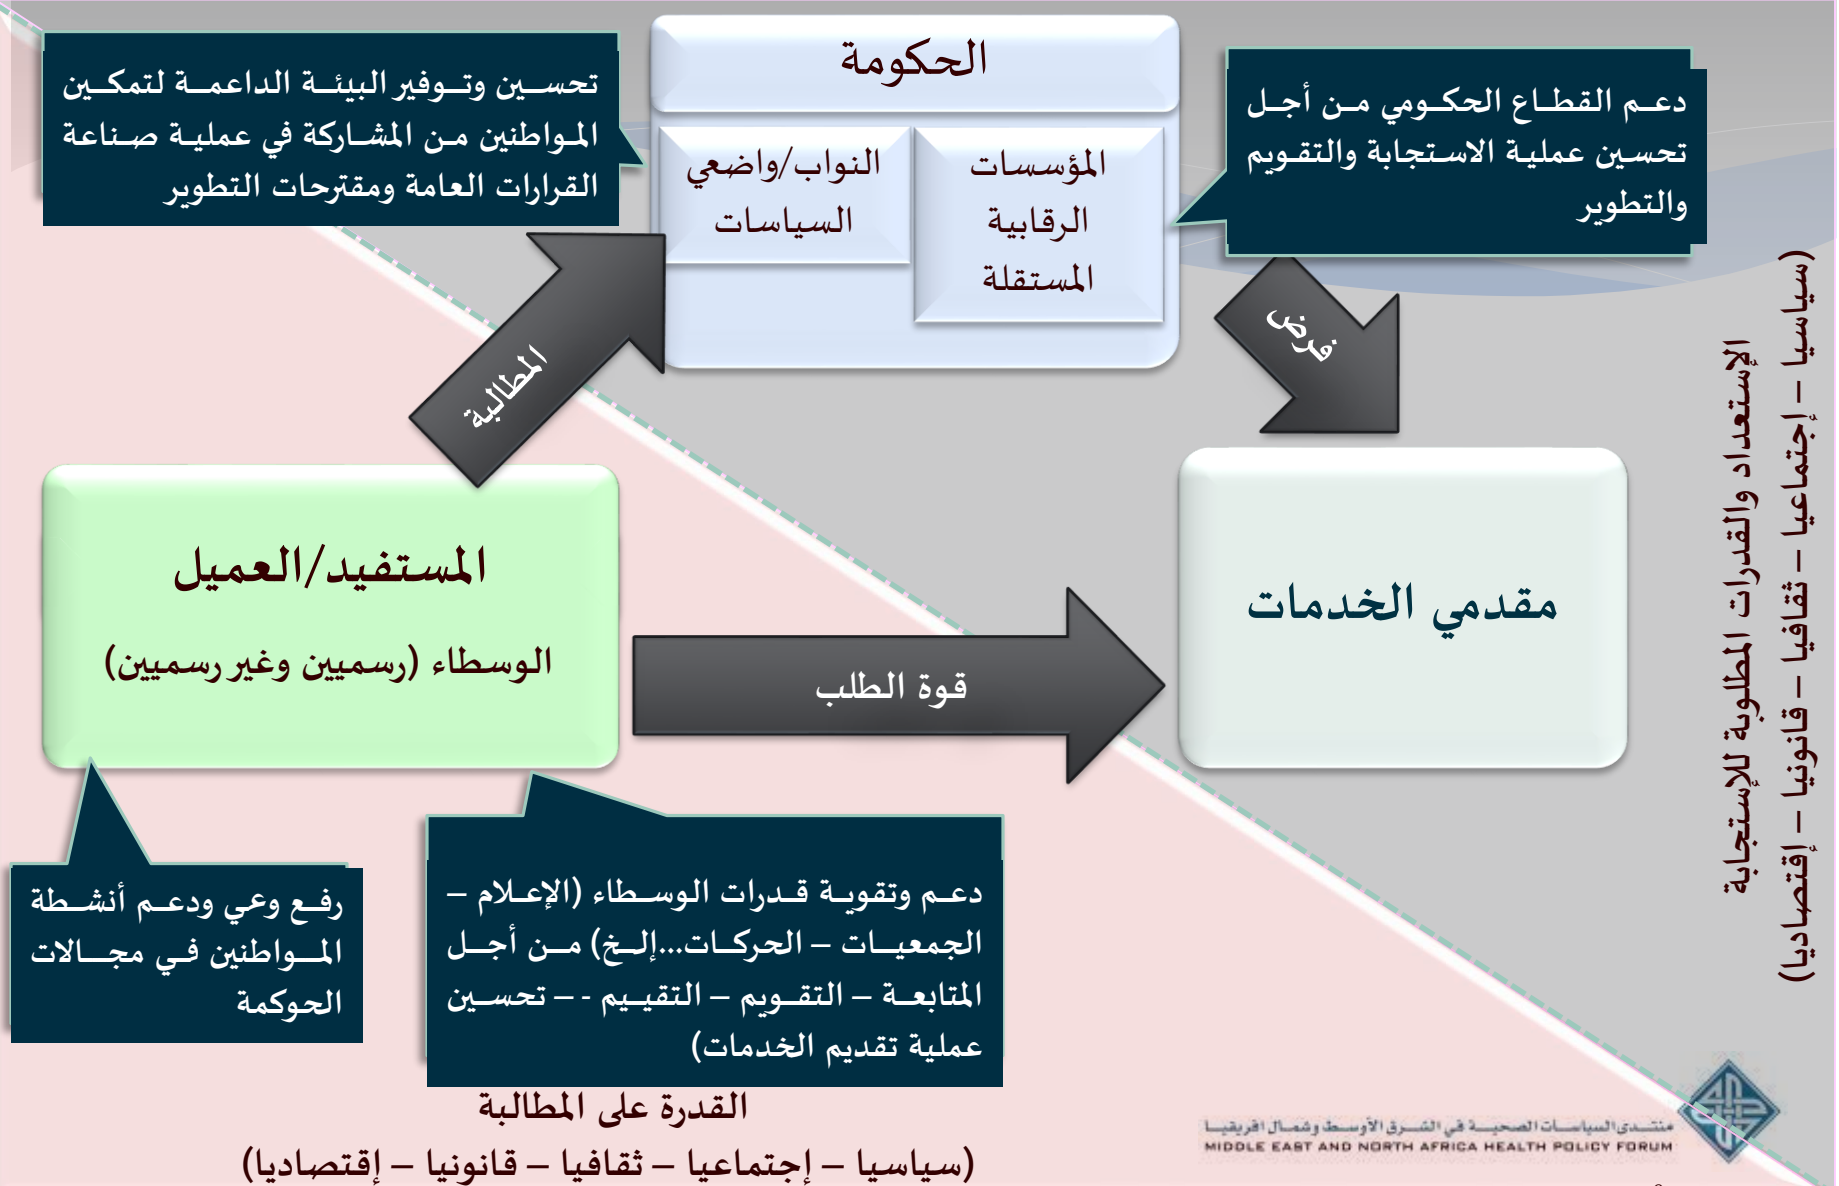 الحكومة
المؤسسات
الرقابية
المستقلة
النواب/واضعي
السياسات
دعم القطاع الحكومي من أجل
تحسين عملية الاستجابة والتقويم
والتطوير
تحسين وتوفير البيئة الداعمة لتمكين
المواطنين من المشاركة في عملية صناعة
القرارات العامة ومقترحات التطوير
فرض
المطالبة
مقدمي الخدمات
المستفيد/العميل
الوسطاء (رسميين وغير رسميين)
قوة الطلب
الإستعداد والقدرات المطلوبة للإستجابة
(سياسيا – إجتماعيا – ثقافيا – قانونيا – إقتصاديا)
دعم وتقوية قدرات الوسطاء (الإعلام –
الجمعيات – الحركات...إلخ) من أجل
المتابعة – التقويم – التقييم - – تحسين
عملية تقديم الخدمات)
رفع وعي ودعم أنشطة
المواطنين في مجالات
الحوكمة
القدرة على المطالبة
(سياسيا – إجتماعيا – ثقافيا – قانونيا – إقتصاديا)
منتدى السياسات الصحية في الشرق الأوسط وشمال افريقيا
MIDDLE EAST AND NORTH AFRICA HEALTH POLICY FORUM